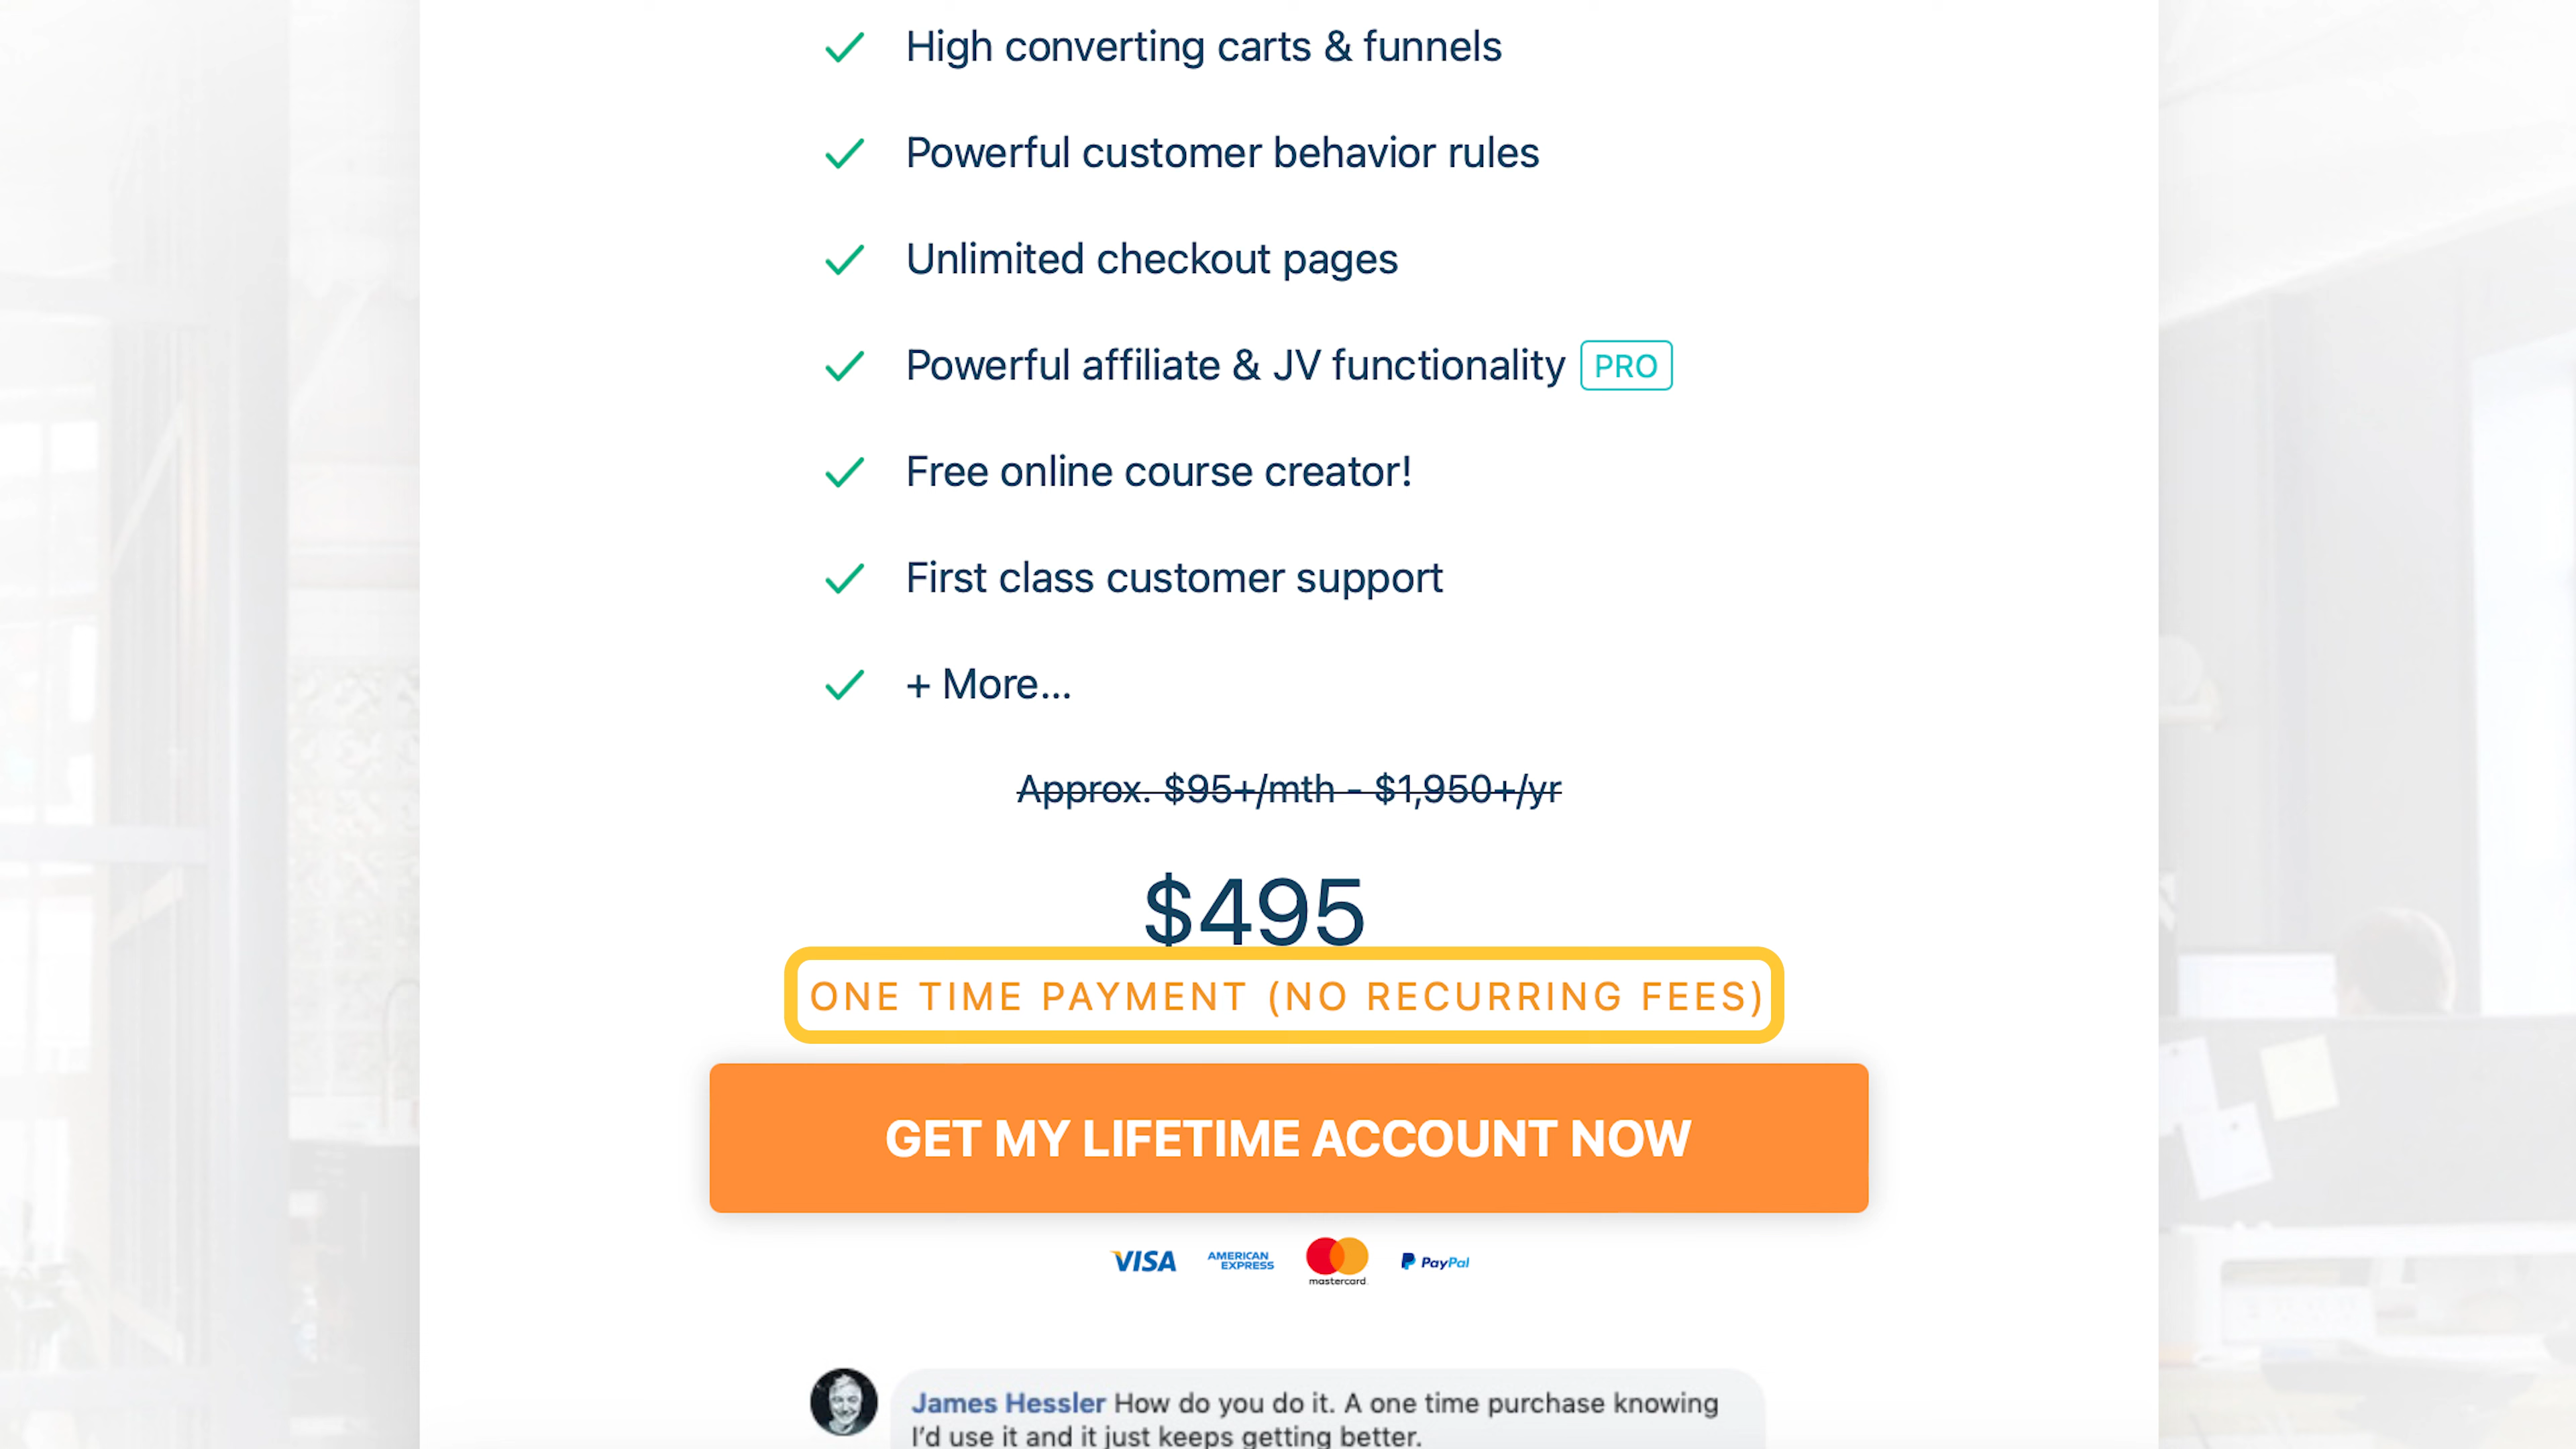 High converting carts & funnels
Powerful customer behavior rules
Unlimited checkout pages
Powerful affiliate & JV functionality PRO
Free online course creator!
First class customer support
+ More...
Approx. $95+/mth - $1,950+/yr
$495
ONE TIME PAYMENT (NO RECURRING FEES)
GET MY LIFETIME ACCOUNT NOW
VISA AMERICAN EXPRESS mastercard PayPal
James Hessler How do you do it. A one time purchase knowing
I'd use it and it just keeps getting better.